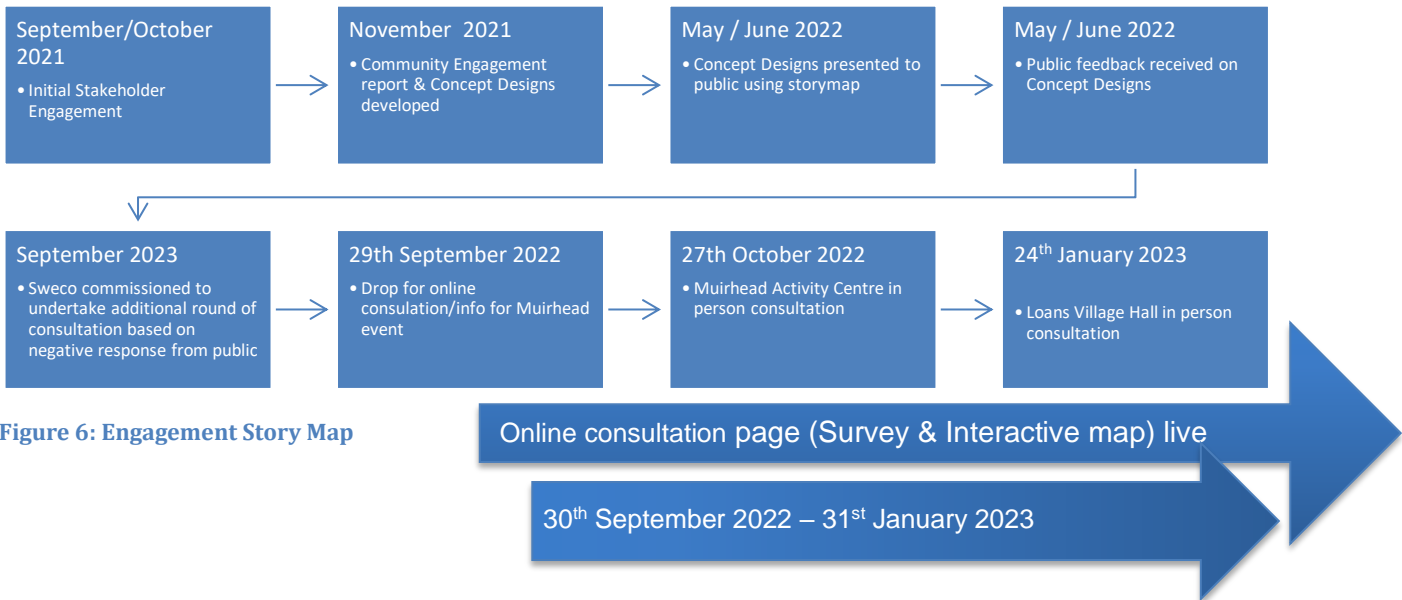 September/October
2021
• Initial Stakeholder
Engagement
November 2021
• Community Engagement
report & Concept Designs
developed
May / June 2022
• Concept Designs presented to
public using storymap
May / June 2022
• Public feedback received on
Concept Designs
September 2023
• Sweco commissioned to
undertake additional round of
consultation based on
negative response from public
29th September 2022
• Drop for online
consulation/info for Muirhead
event
27th October 2022
• Muirhead Activity Centre in
person consultation
24th January 2023
• Loans Village Hall in person
consultation
Figure 6: Engagement Story Map
Online consultation page (Survey & Interactive map) live
30th September 2022 – 31st January 2023